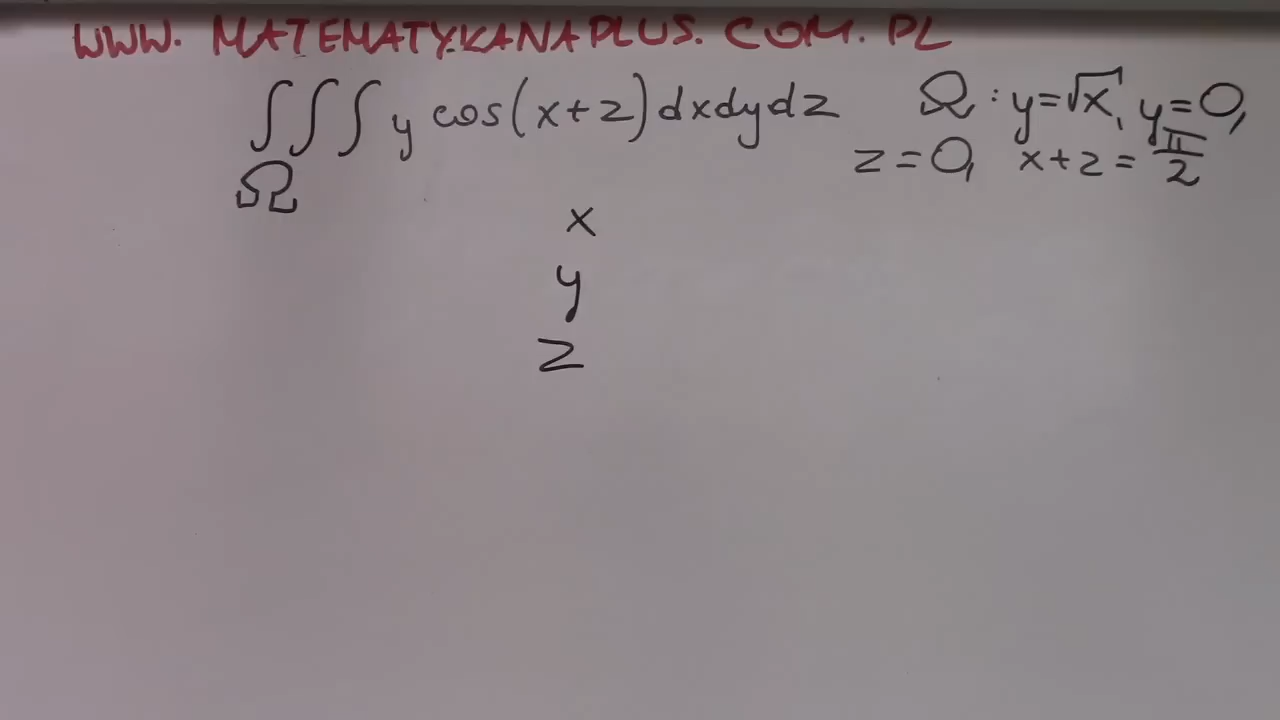 WWW. MATEMATYKANAPLUS. COM. PL
∭ y cos(x+z) dxdydz Ω: y=√x, y=0,
Ω z=0, x+z= π/2
x
y
z